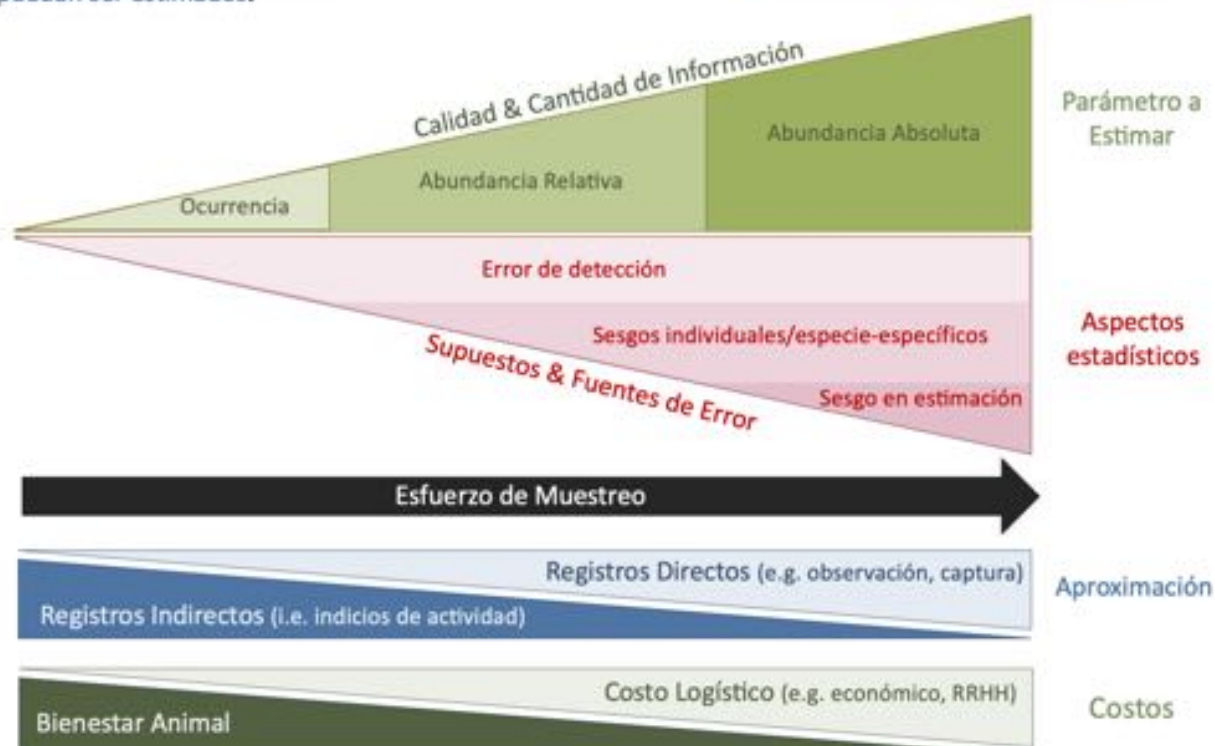 Calidad & Cantidad de Información
Ocurrencia
Abundancia Relativa
Abundancia Absoluta
Parámetro a
Estimar
Error de detección
Sesgos individuales/especie-específicos
Sesgo en estimación
Supuestos & Fuentes de Error
Aspectos
estadísticos
Esfuerzo de Muestreo
Registros Directos (e.g. observación, captura)
Registros Indirectos (i.e. indicios de actividad)
Aproximación
Costo Logístico (e.g. económico, RRHH)
Bienestar Animal
Costos